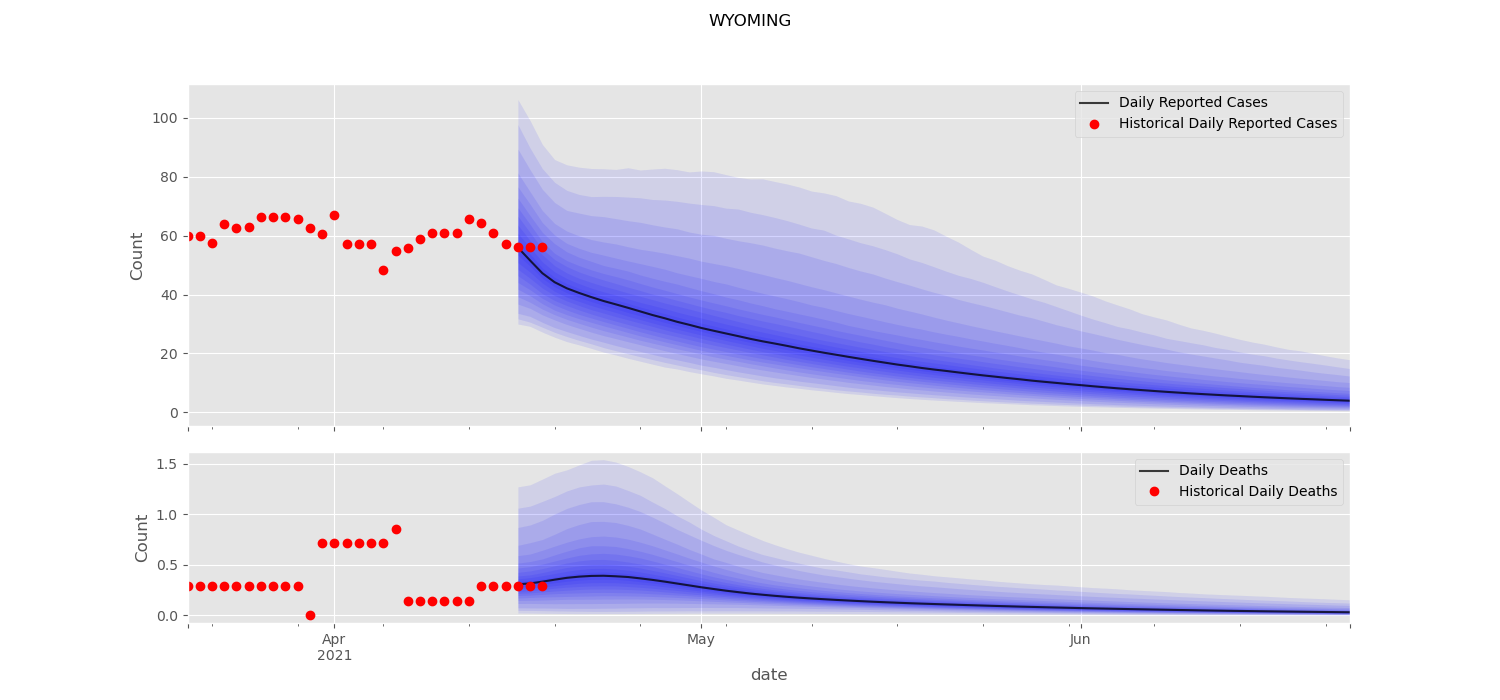 WYOMING
Daily Reported Cases
Historical Daily Reported Cases
Count
100
80
60
40
20
0
Daily Deaths
Historical Daily Deaths
Count
1.5
1.0
0.5
0.0
Apr
2021
May
Jun
date